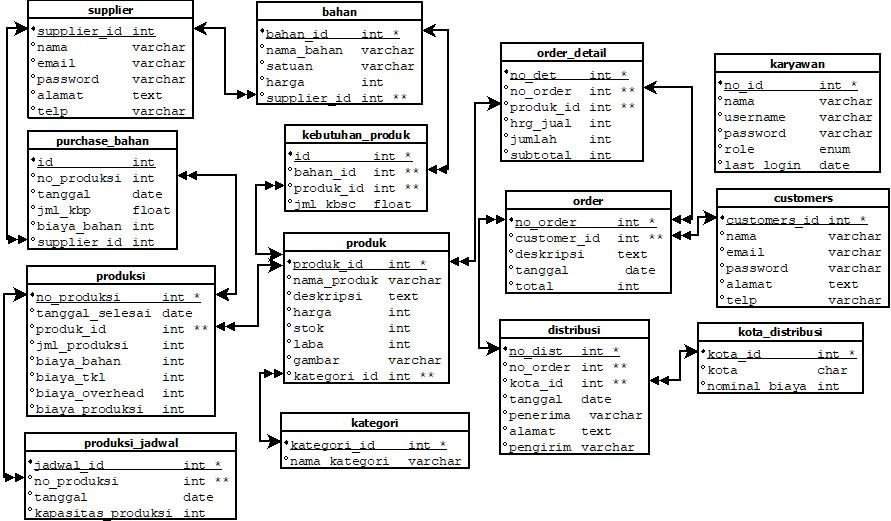 supplier
supplier_id int
nama varchar
email varchar
password varchar
alamat text
telp varchar
bahan
bahan_id int *
nama_bahan varchar
satuan varchar
harga int
supplier_id int **
order_detail
no_det int *
no_order int **
produk_id int **
hrg_jual int
jumlah int
subtotal int
karyawan
no_id int *
nama varchar
username varchar
password varchar
role enum
last_login date
purchase_bahan
id int
no_produksi int
tanggal date
jml_kbp float
biaya_bahan int
supplier_id int
kebutuhan_produk
id int *
bahan_id int **
produk_id int **
jml_kbsc float
order
no_order int *
customer_id int **
deskripsi text
tanggal date
total int
customers
customers_id int *
nama varchar
email varchar
password varchar
alamat text
telp varchar
produksi
no_produksi int *
tanggal_selesai date
produk_id int **
jml_produksi int
biaya_bahan int
biaya_tkl int
biaya_overhead int
biaya_produksi int
produk
produk_id int *
nama_produk varchar
deskripsi text
harga int
stok int
laba int
gambar varchar
kategori_id int **
distribusi
no_dist int *
no_order int **
kota_id int **
tanggal date
penerima varchar
alamat text
pengirim varchar
kota_distribusi
kota_id int *
kota char
nominal_biaya int
produksi_jadwal
jadwal_id int *
no_produksi int **
tanggal date
kapasitas_produksi int
kategori
kategori_id int *
nama_kategori varchar